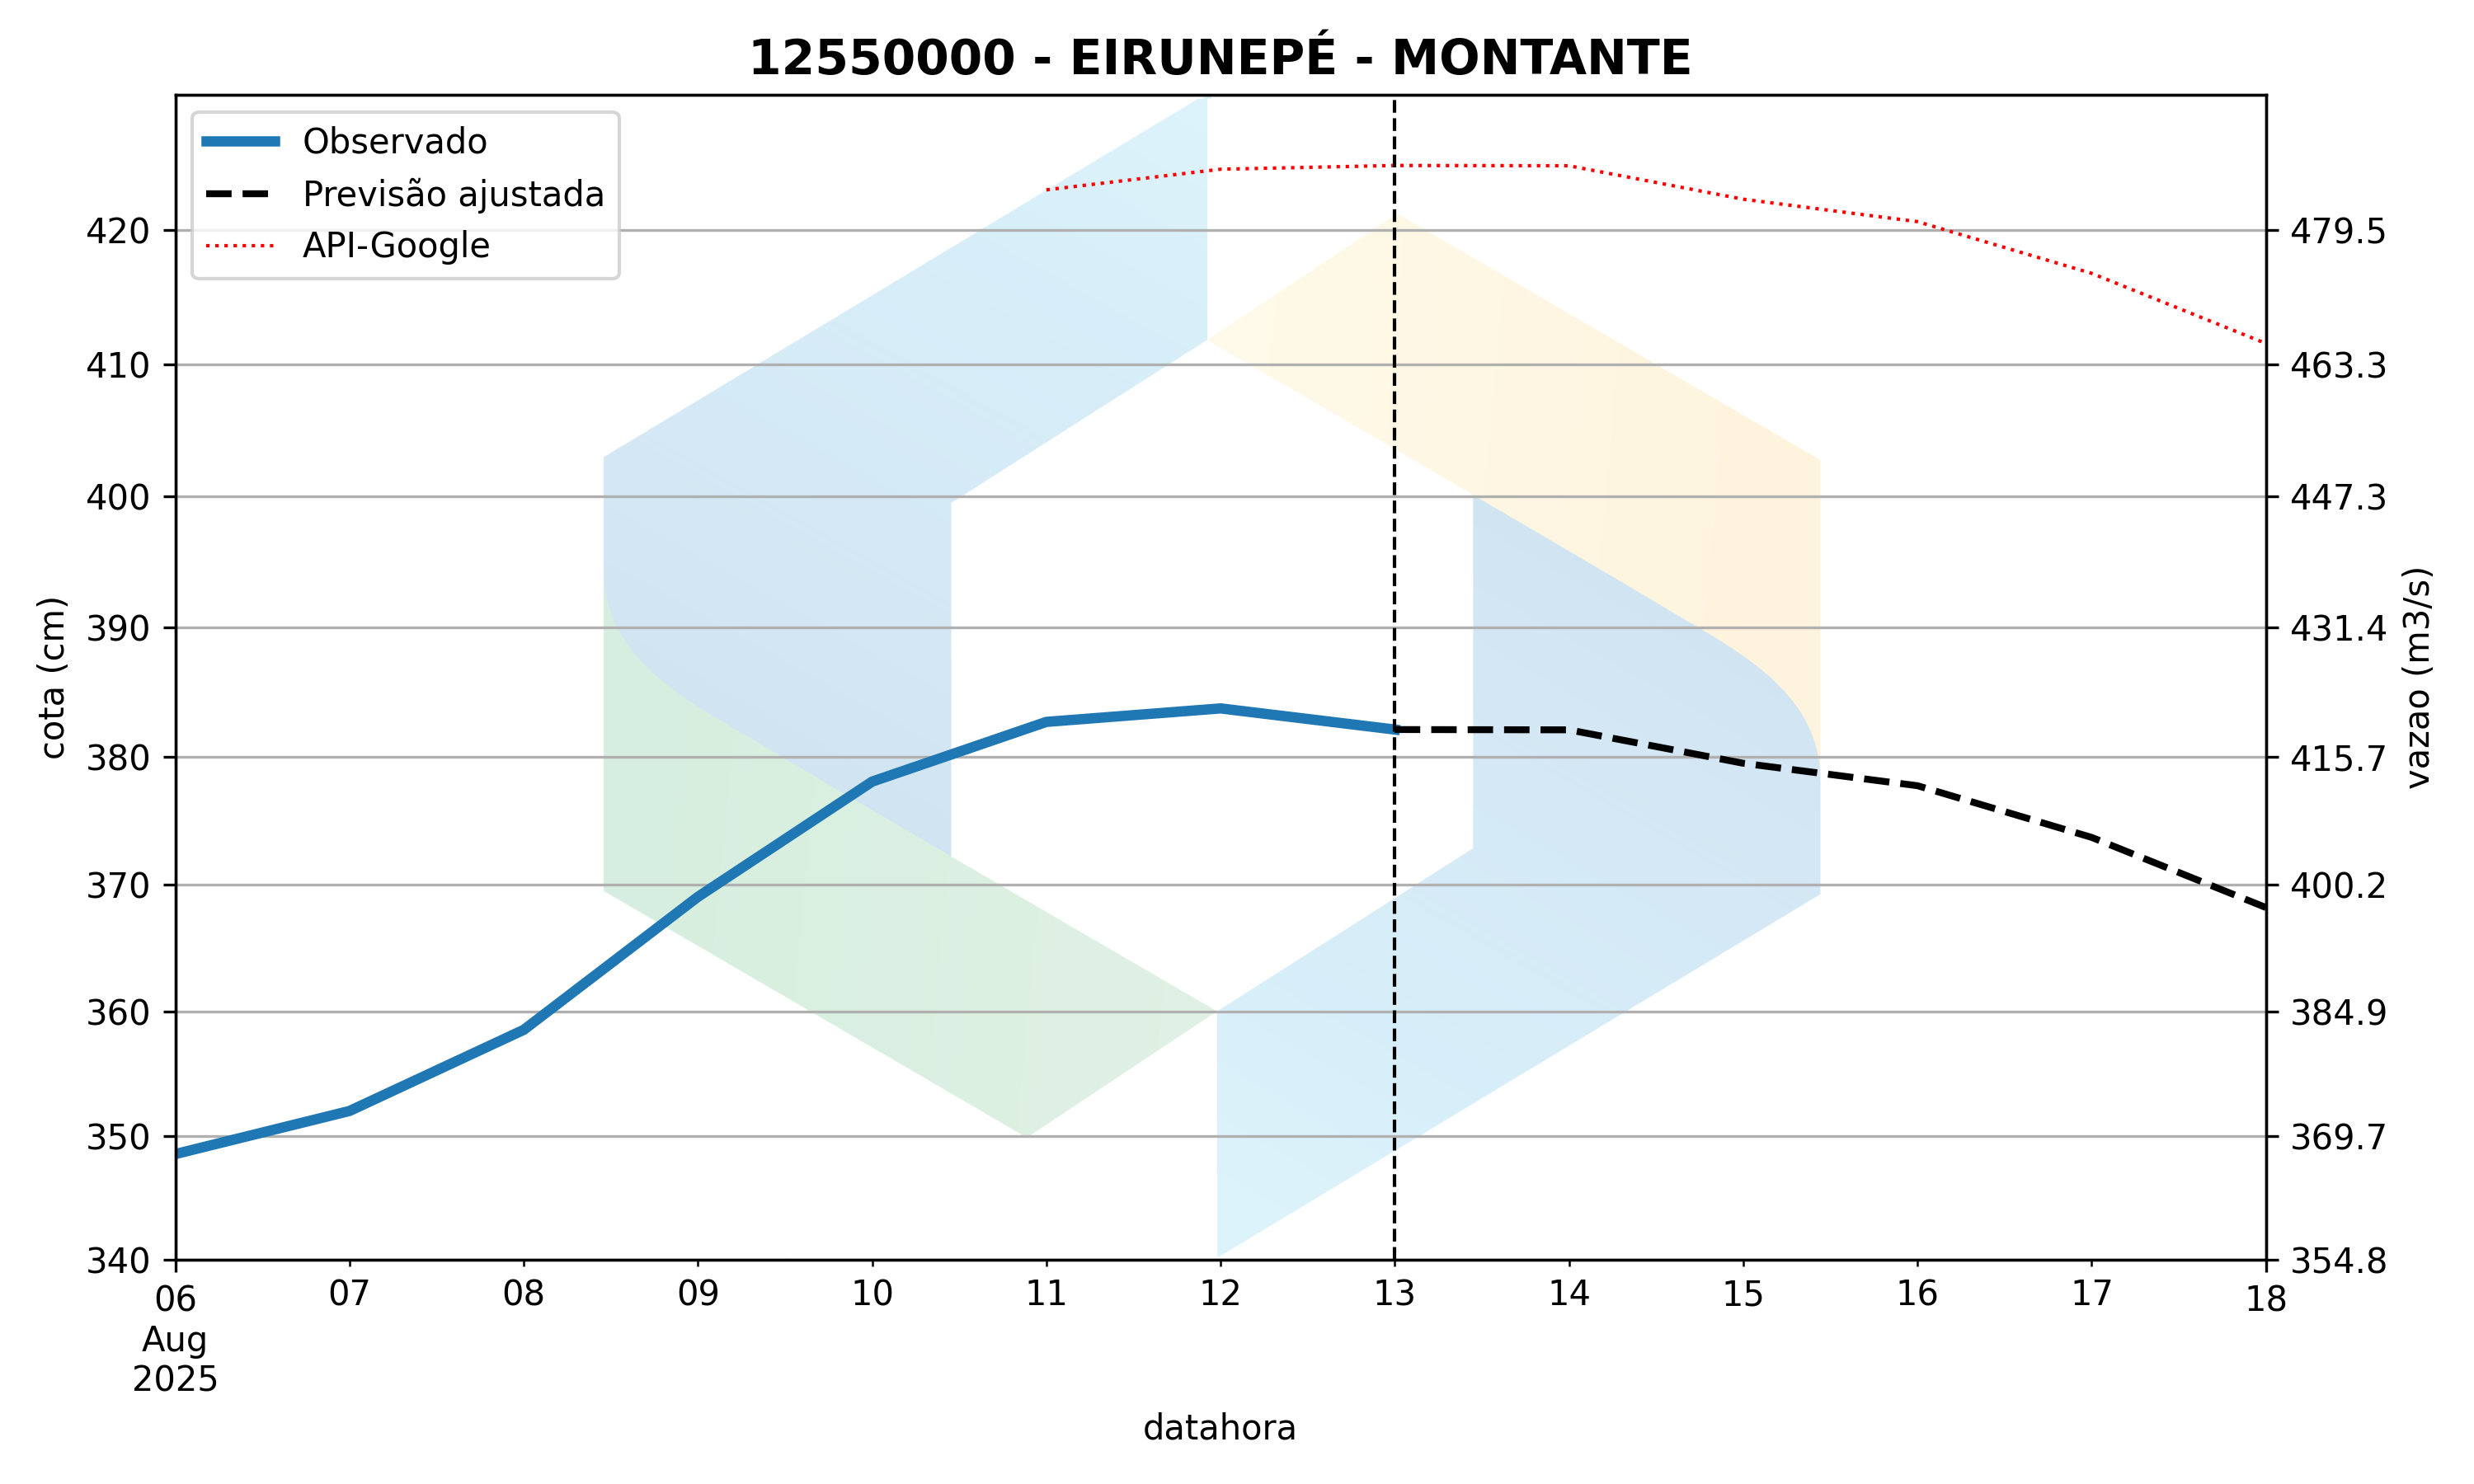 12550000 - EIRUNEPÉ - MONTANTE
Observado
Previsão ajustada
API-Google
420
410
400
390
380
370
360
350
340
cota (cm)
479.5
463.3
447.3
431.4
415.7
400.2
384.9
369.7
354.8
vazao (m3/s)
06 07 08 09 10 11 12 13 14 15 16 17 18
Aug
2025
datahora